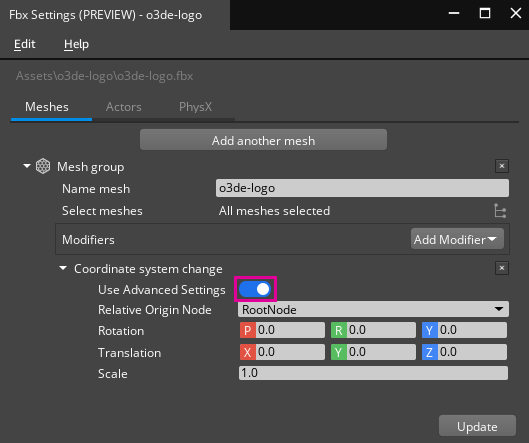 Fbx Settings (PREVIEW) - o3de-logo
Edit Help
Assets\o3de-logo\o3de-logo.fbx
Meshes Actors PhysX
Add another mesh
Mesh group
Name mesh o3de-logo
Select meshes All meshes selected
Modifiers Add Modifier
Coordinate system change
Use Advanced Settings
Relative Origin Node RootNode
Rotation P 0.0 R 0.0 Y 0.0
Translation X 0.0 Y 0.0 Z 0.0
Scale 1.0
Update